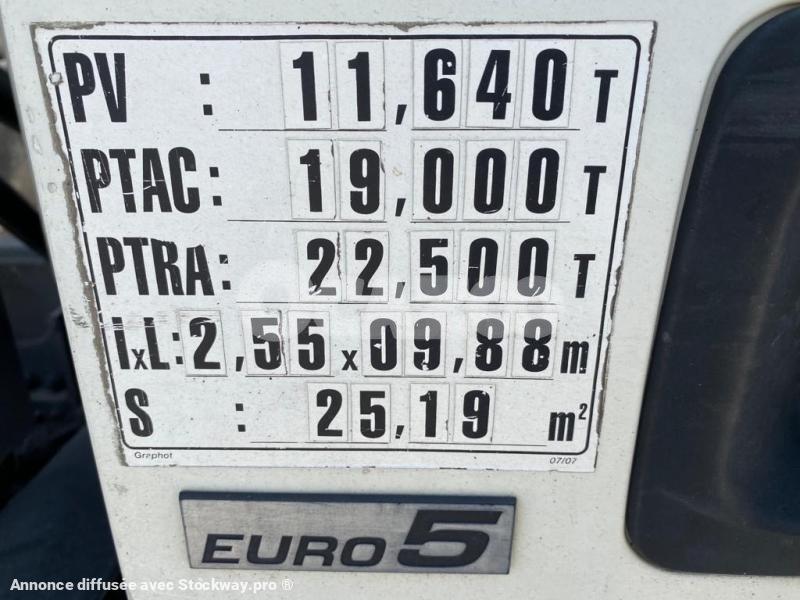 PV : 11,640 T
PTAC: 19,000 T
PTRA: 22,500 T
lxL: 2,55 x 09,88 m
S : 25,19 m²
Graphot 07/07
EURO 5
Annonce diffusée avec Stockway.pro ®